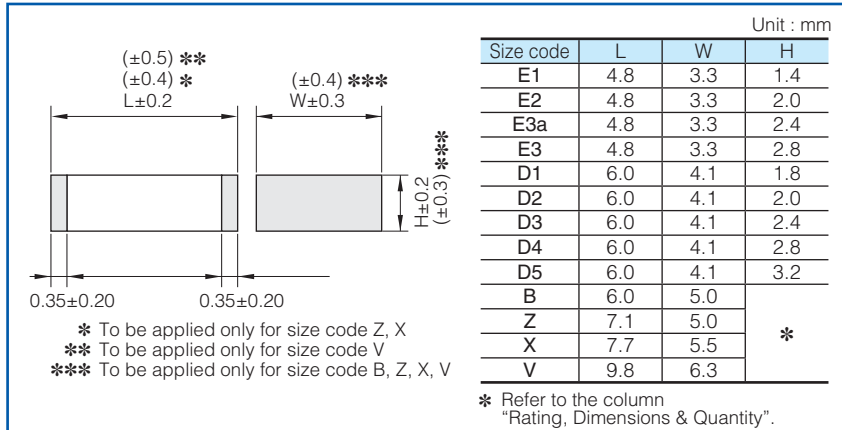 Unit : mm
(±0.5) **
(±0.4) *
L±0.2
(±0.4) ***
W±0.3
H±0.2
(±0.3) ***
0.35±0.20 0.35±0.20
* To be applied only for size code Z, X
** To be applied only for size code V
*** To be applied only for size code B, Z, X, V
Size code L W H
E1 4.8 3.3 1.4
E2 4.8 3.3 2.0
E3a 4.8 3.3 2.4
E3 4.8 3.3 2.8
D1 6.0 4.1 1.8
D2 6.0 4.1 2.0
D3 6.0 4.1 2.4
D4 6.0 4.1 2.8
D5 6.0 4.1 3.2
B 6.0 5.0 *
Z 7.1 5.0
X 7.7 5.5
V 9.8 6.3
* Refer to the column
“Rating, Dimensions & Quantity”.